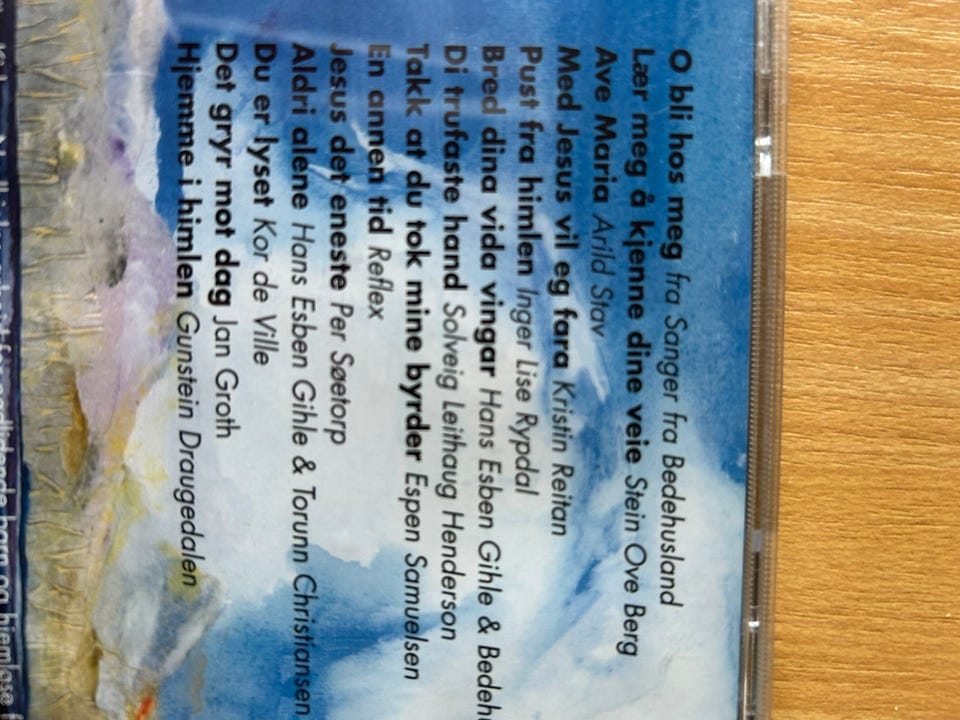 O bli hos meg fra Sanger fra Bedehusland
Lær meg å kjenne dine veie Stein Ove Berg
Ave Maria Arild Stav
Med Jesus vil eg fara Kristin Reitan
Pust fra himlen Inger Lise Rypdal
Bred dina vida vingar Hans Esben Gihle &
Di trufaste hand Solveig Leithaug Henderson
Takk at du tok mine byrder Espen Samuelsen
En annen tid Reflex
Jesus det eneste Per Søetorp
Aldri alene Hans Esben Gihle & Torunn Christiansen
Du er lyset Kor de Ville
Det gryr mot dag Jan Groth
Hjemme i himlen Gunstein Draugedalen
barn og hjemløse